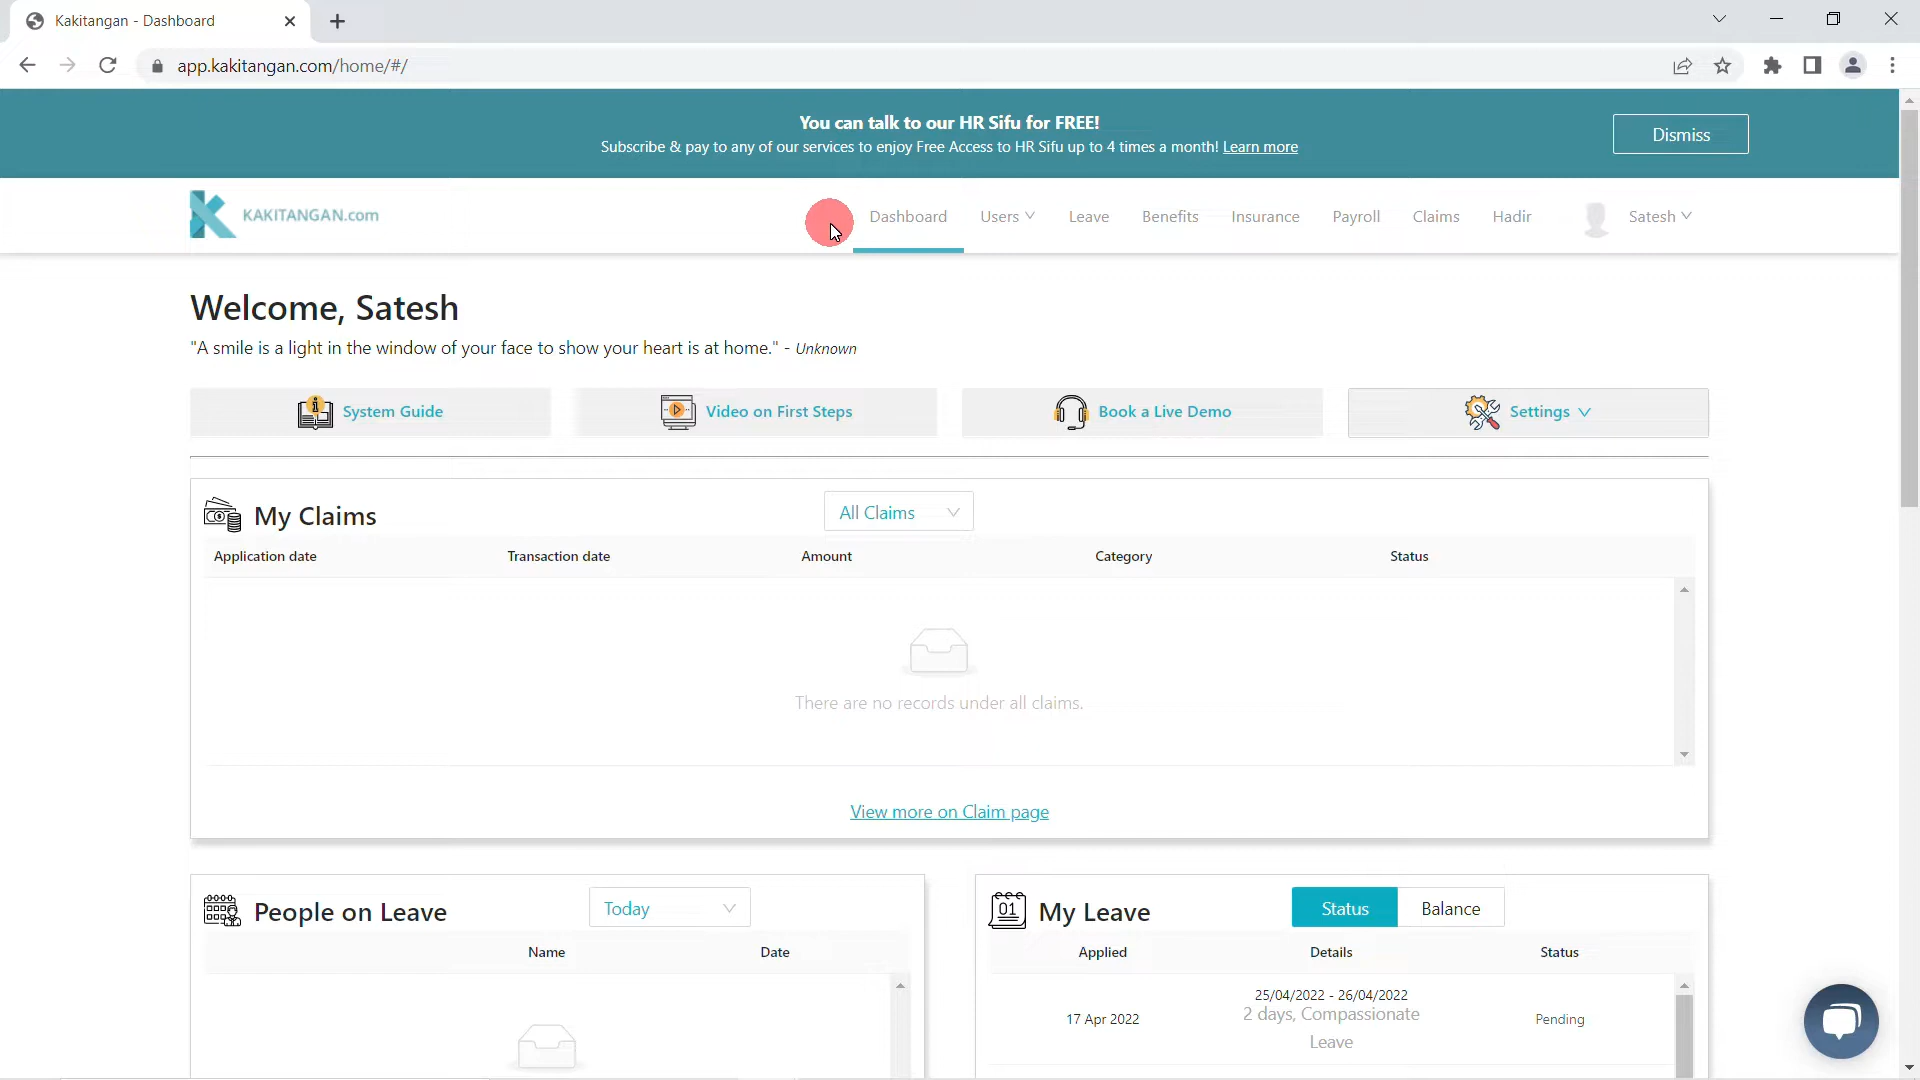 Kakitangan - Dashboard
app.kakitangan.com/home/#/
You can talk to our HR Sifu for FREE!
Subscribe & pay to any of our services to enjoy Free Access to HR Sifu up to 4 times a month! Learn more
Dismiss
KAKITANGAN.com
Dashboard Users Leave Benefits Insurance Payroll Claims Hadir Satesh
Welcome, Satesh
"A smile is a light in the window of your face to show your heart is at home." - Unknown
System Guide
Video on First Steps
Book a Live Demo
Settings
My Claims
All Claims
Application date Transaction date Amount Category Status
There are no records under all claims.
View more on Claim page
People on Leave
Today
Name Date
01
My Leave
Status Balance
Applied Details Status
25/04/2022 - 26/04/2022
17 Apr 2022
2 days, Compassionate
Leave
Pending